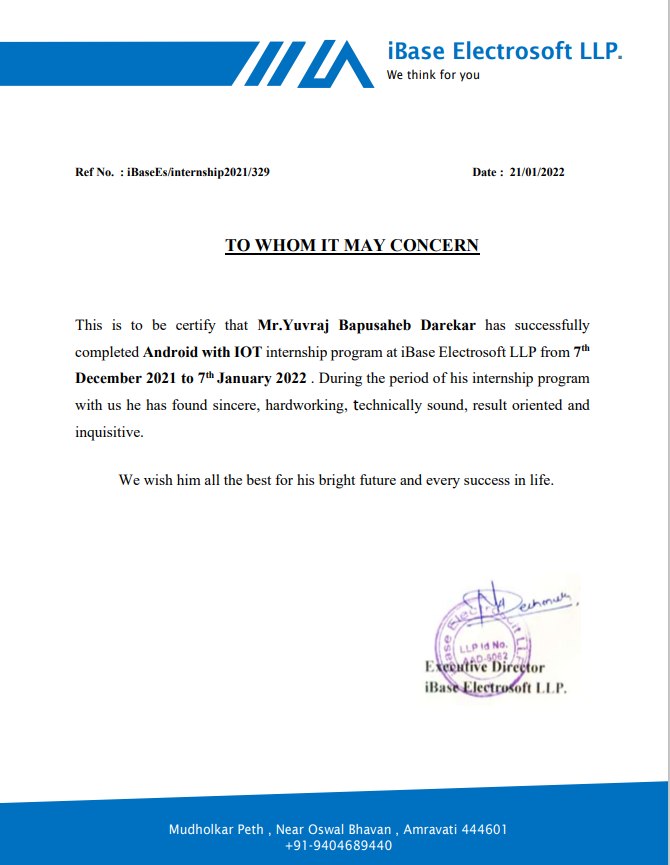 iBase Electrosoft LLP.
We think for you
Ref No. : iBaseEs/internship2021/329 Date : 21/01/2022
TO WHOM IT MAY CONCERN
This is to be certify that Mr.Yuvraj Bapusaheb Darekar has successfully
completed Android with IOT internship program at iBase Electrosoft LLP from 7th
December 2021 to 7th January 2022 . During the period of his internship program
with us he has found sincere, hardworking, technically sound, result oriented and
inquisitive.
We wish him all the best for his bright future and every success in life.
LLP Id No.
Executive Director
iBase Electrosoft LLP.
Mudholkar Peth , Near Oswal Bhavan , Amravati 444601
+91-9404689440